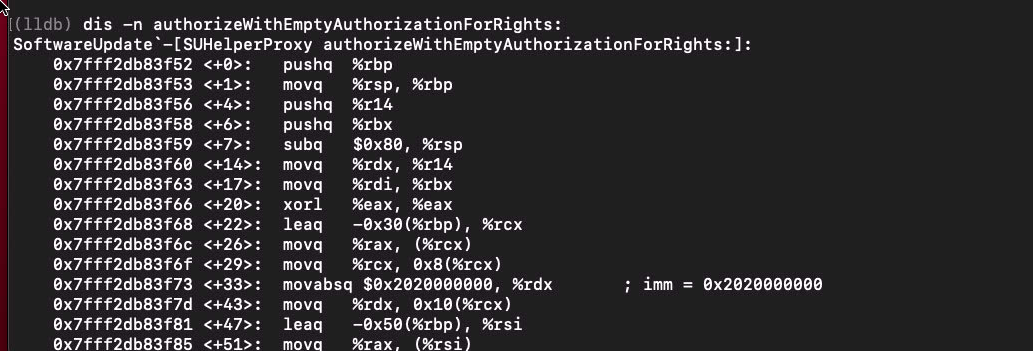 (lldb) dis -n authorizeWithEmptyAuthorizationForRights:
SoftwareUpdate`-[SUHelperProxy authorizeWithEmptyAuthorizationForRights:]:
0x7fff2db83f52 <+0>: pushq %rbp
0x7fff2db83f53 <+1>: movq %rsp, %rbp
0x7fff2db83f56 <+4>: pushq %r14
0x7fff2db83f58 <+6>: pushq %rbx
0x7fff2db83f59 <+7>: subq $0x80, %rsp
0x7fff2db83f60 <+14>: movq %rdx, %r14
0x7fff2db83f63 <+17>: movq %rdi, %rbx
0x7fff2db83f66 <+20>: xorl %eax, %eax
0x7fff2db83f68 <+22>: leaq -0x30(%rbp), %rcx
0x7fff2db83f6c <+26>: movq %rax, (%rcx)
0x7fff2db83f6f <+29>: movq %rcx, 0x8(%rcx)
0x7fff2db83f73 <+33>: movabsq $0x2020000000, %rdx ; imm = 0x2020000000
0x7fff2db83f7d <+43>: movq %rdx, 0x10(%rcx)
0x7fff2db83f81 <+47>: leaq -0x50(%rbp), %rsi
0x7fff2db83f85 <+51>: movq %rax, (%rsi)